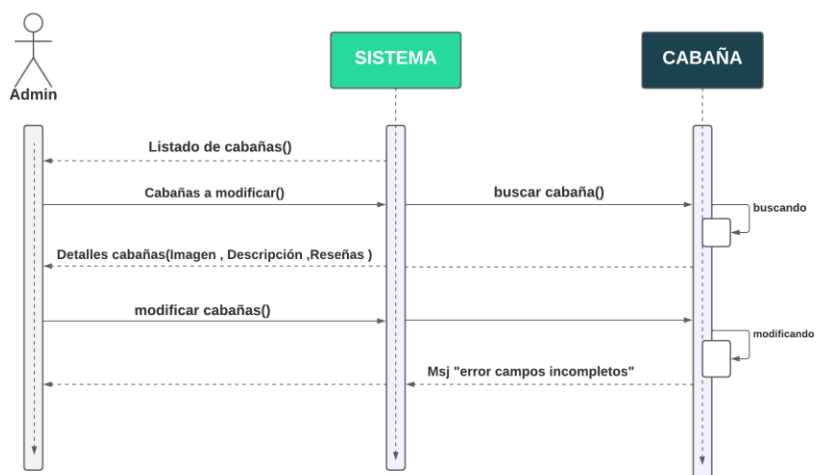 SISTEMA
CABAÑA
Admin
Listado de cabañas()
Cabañas a modificar()
buscar cabaña()
buscando
Detalles cabañas(Imagen , Descripción ,Reseñas )
modificar cabañas()
modificando
Msj "error campos incompletos"